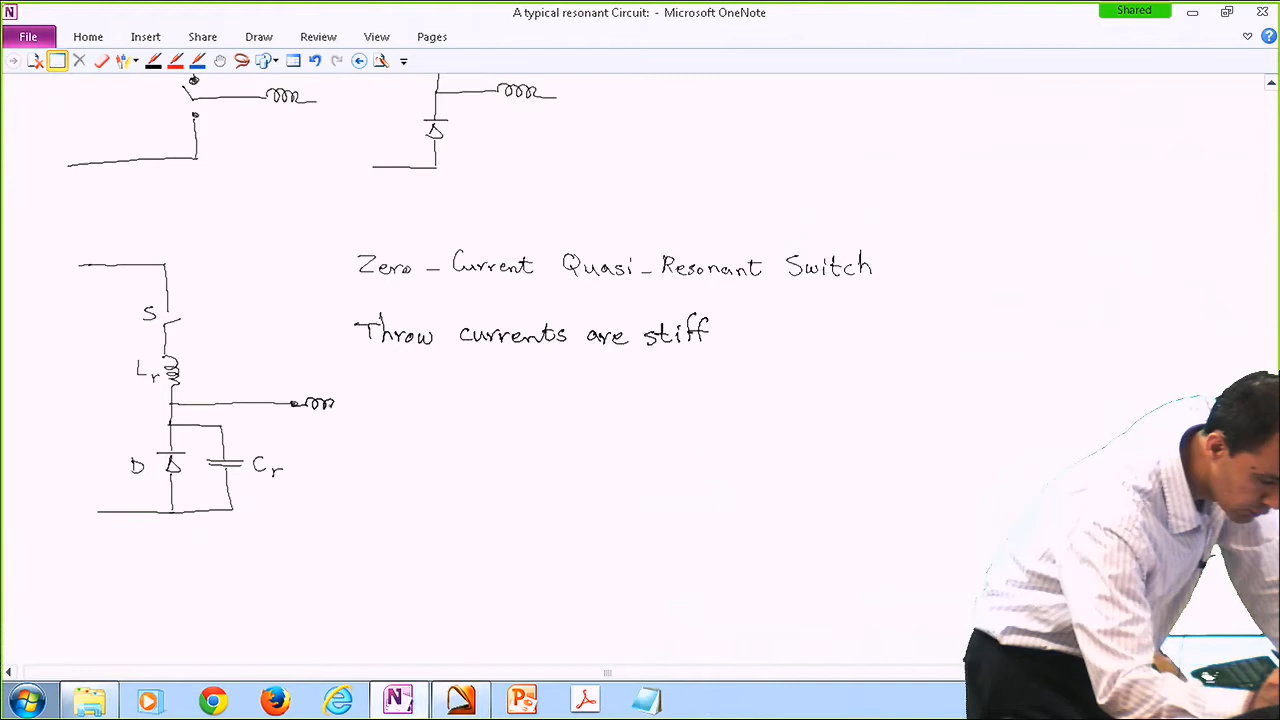 A typical resonant Circuit: - Microsoft OneNote
Shared
File Home Insert Share Draw Review View Pages
Zero - Current Quasi - Resonant Switch
S
Throw currents are stiff
Lr
D
Cr